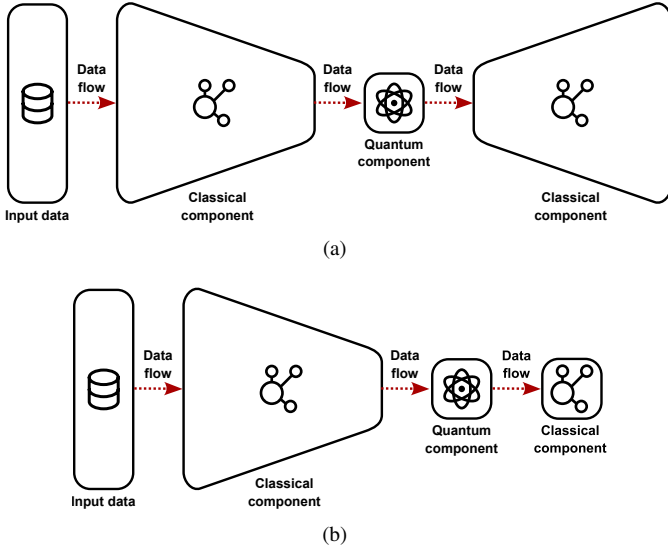 Data
flow
Data
flow
Data
flow
Quantum
component
Input data
Classical
component
Classical
component
(a)
Data
flow
Data
flow
Data
flow
Quantum
component
Classical
component
Input data
Classical
component
(b)